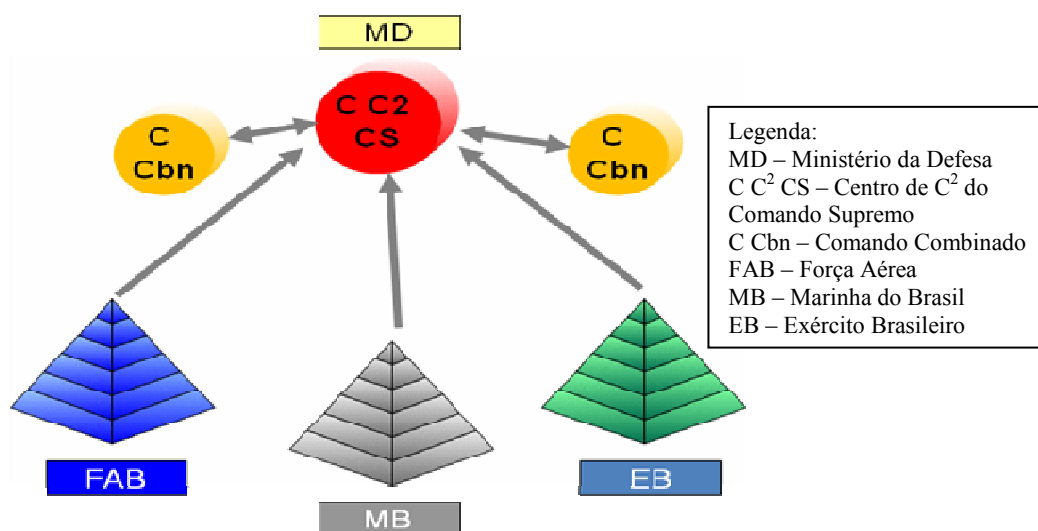 MD
C C2
CS
C
Cbn
C
Cbn
Legenda:
MD – Ministério da Defesa
C C² CS – Centro de C² do
Comando Supremo
C Cbn – Comando Combinado
FAB – Força Aérea
MB – Marinha do Brasil
EB – Exército Brasileiro
FAB
MB
EB